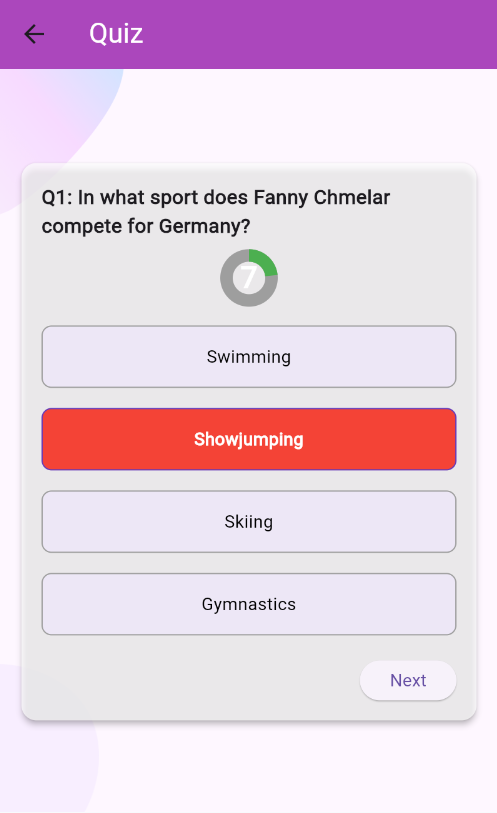 Quiz
Q1: In what sport does Fanny Chmelar
compete for Germany?
7
Swimming
Showjumping
Skiing
Gymnastics
Next